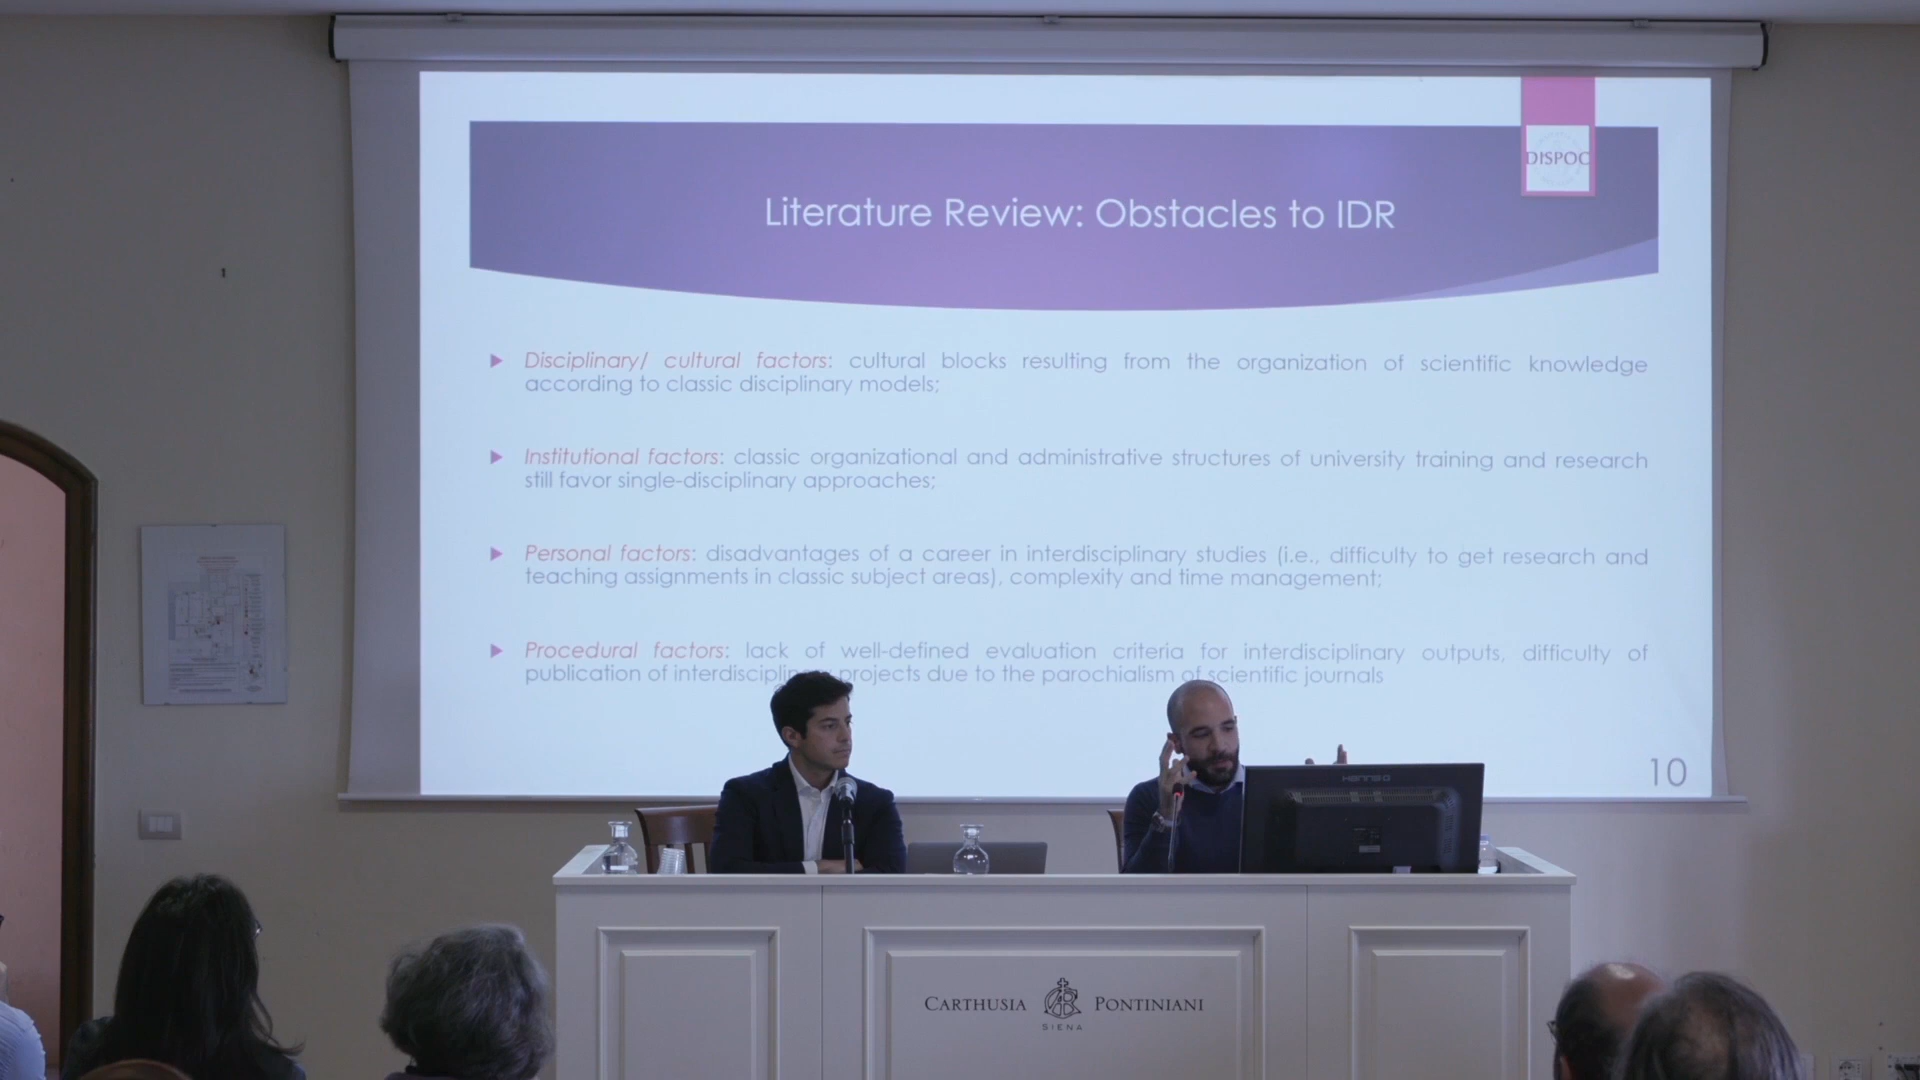 DISPOC
Literature Review: Obstacles to IDR
Disciplinary/ cultural factors: cultural blocks resulting from the organization of scientific knowledge
according to classic disciplinary models;
Institutional factors: classic organizational and administrative structures of university training and research
still favor single-disciplinary approaches;
Personal factors: disadvantages of a career in interdisciplinary studies (i.e., difficulty to get research and
teaching assignments in classic subject areas), complexity and time management;
Procedural factors: lack of well-defined evaluation criteria for interdisciplinary outputs, difficulty of
publication of interdisciplinary projects due to the parochialism of scientific journals
10
HANNSG
CARTHUSIA PONTINIANI
SIENA